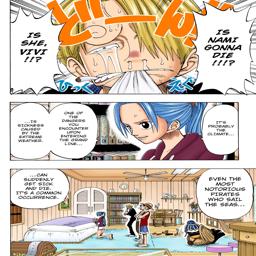 IS
NAMI
GONNA
DIE
!!!?
IS
SHE,
VIVI
!!?
IT'S
PROBABLY
THE
CLIMATE...
ONE
OF THE
DANGERS
YOU
ENCOUNTER
UPON
ENTERING
THE GRAND
LINE...
...IS
SICKNESS
CAUSED BY
THE EXTREME
WEATHER.
EVEN THE
MOST
NOTORIOUS
PIRATES
WHO SAIL
THE SEAS...
...CAN
SUDDENLY
GET SICK
AND DIE.
IT'S A
COMMON
OCCURRENCE.